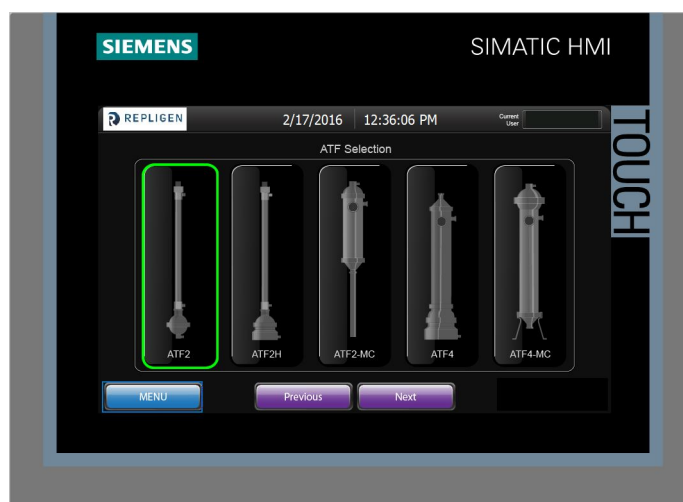 SIEMENS
SIMATIC HMI
TOUCH
REPLIGEN
2/17/2016 12:36:06 PM
Current User
ATF Selection
ATF2 ATF2H ATF2-MC ATF4 ATF4-MC
MENU Previous Next